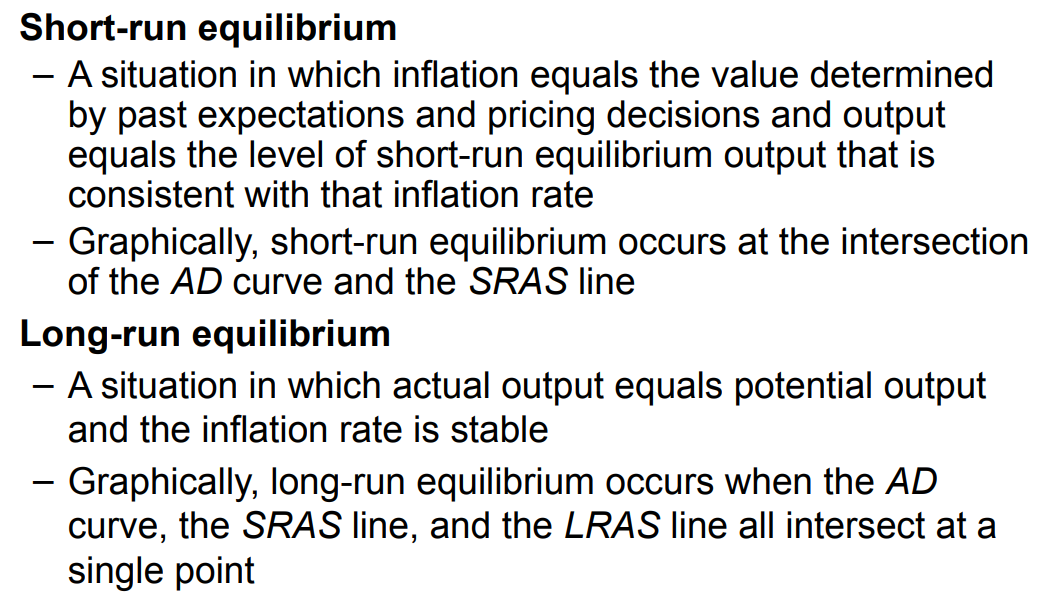 Short-run equilibrium
– A situation in which inflation equals the value determined
by past expectations and pricing decisions and output
equals the level of short-run equilibrium output that is
consistent with that inflation rate
– Graphically, short-run equilibrium occurs at the intersection
of the AD curve and the SRAS line
Long-run equilibrium
– A situation in which actual output equals potential output
and the inflation rate is stable
– Graphically, long-run equilibrium occurs when the AD
curve, the SRAS line, and the LRAS line all intersect at a
single point